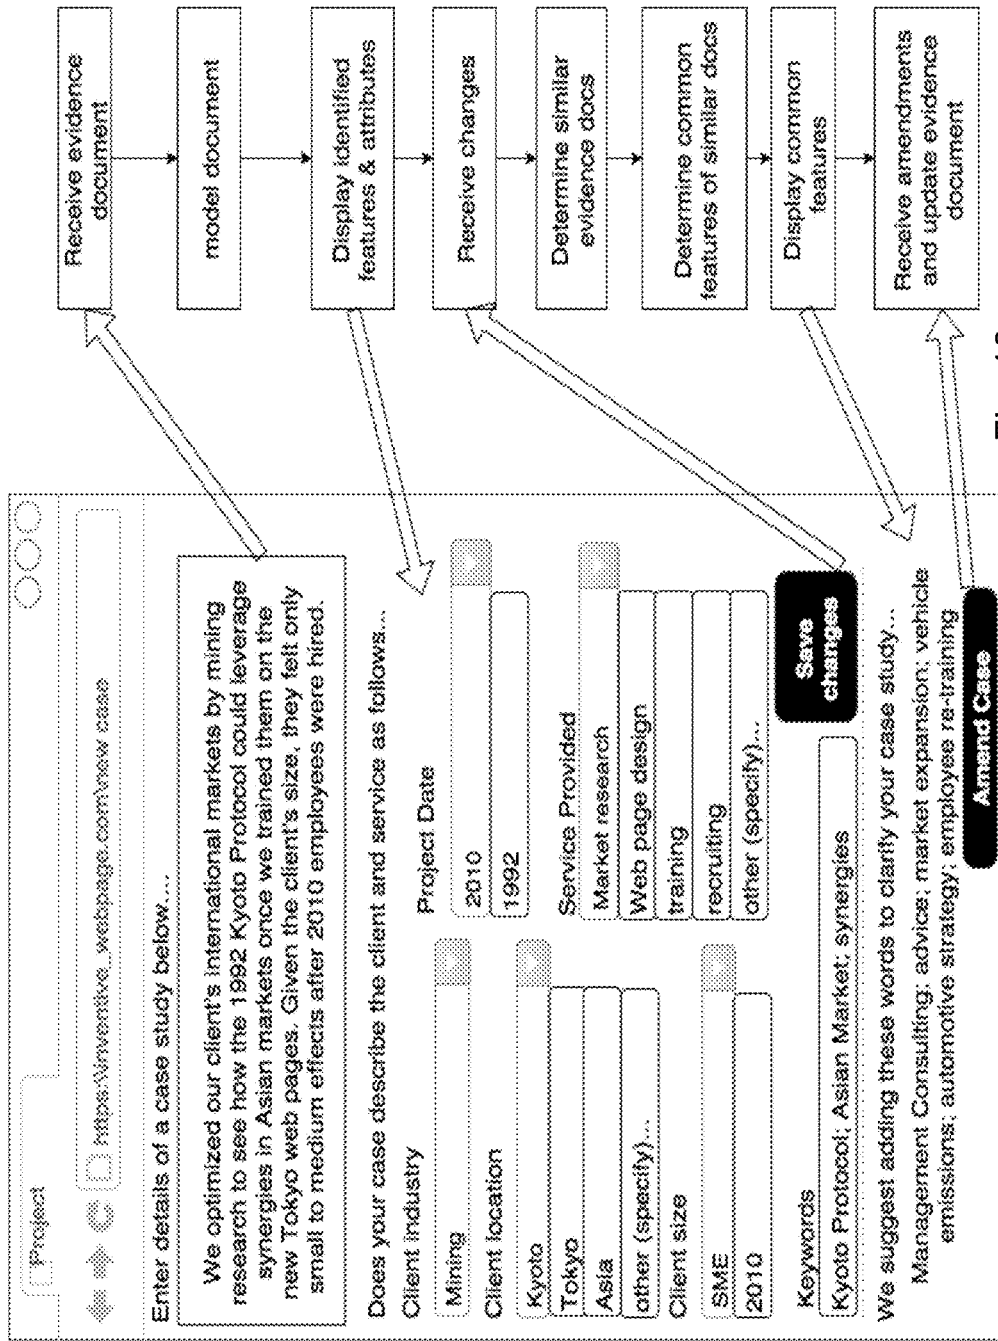 Project
https:\\inventive_webpage.com\new case
Enter details of a case study below...
We optimized our client's international markets by mining
research to see how the 1992 Kyoto Protocol could leverage
synergies in Asian markets once we trained them on the
new Tokyo web pages. Given the client's size, they felt only
small to medium effects after 2010 employees were hired.
Does your case describe the client and service as follows...
Client industry
Mining
Client location
Kyoto
Tokyo
Asia
other (specify)...
Client size
SME
2010
Project Date
2010
1992
Service Provided
Market research
Web page design
training
recruiting
other (specify)...
Keywords
Kyoto Protocol; Asian Market; synergies
Save
changes
We suggest adding these words to clarify your case study...
Management Consulting; advice; market expansion; vehicle
emissions; automotive strategy; employee re-training
Amend Case
Receive evidence
document
model document
Display identified
features & attributes
Receive changes
Determine similar
evidence docs
Determine common
features of similar docs
Display common
features
Receive amendments
and update evidence
document